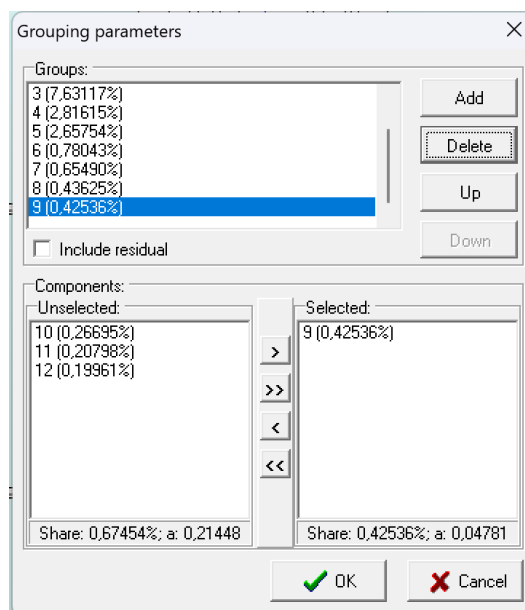 Grouping parameters
Groups:
3 (7,63117%)
4 (2,81615%)
5 (2,65754%)
6 (0,78043%)
7 (0,65490%)
8 (0,43625%)
9 (0,42536%)
Add
Delete
Up
Down
Include residual
Components:
Unselected:
10 (0,26695%)
11 (0,20798%)
12 (0,19961%)
Share: 0,67454%; a: 0,21448
>
>>
<
<<
Selected:
9 (0,42536%)
Share: 0,42536%; a: 0,04781
OK
Cancel